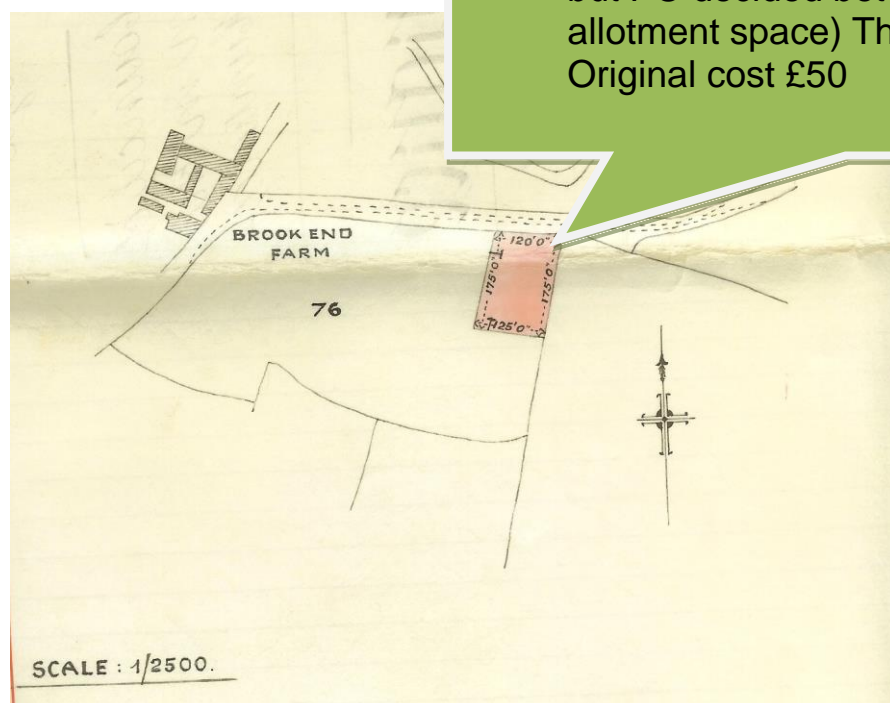 allotment space) Th
Original cost £50
BROOK END
FARM
120'0"
175'0"
175'0"
76
125'0"
SCALE : 1/2500.